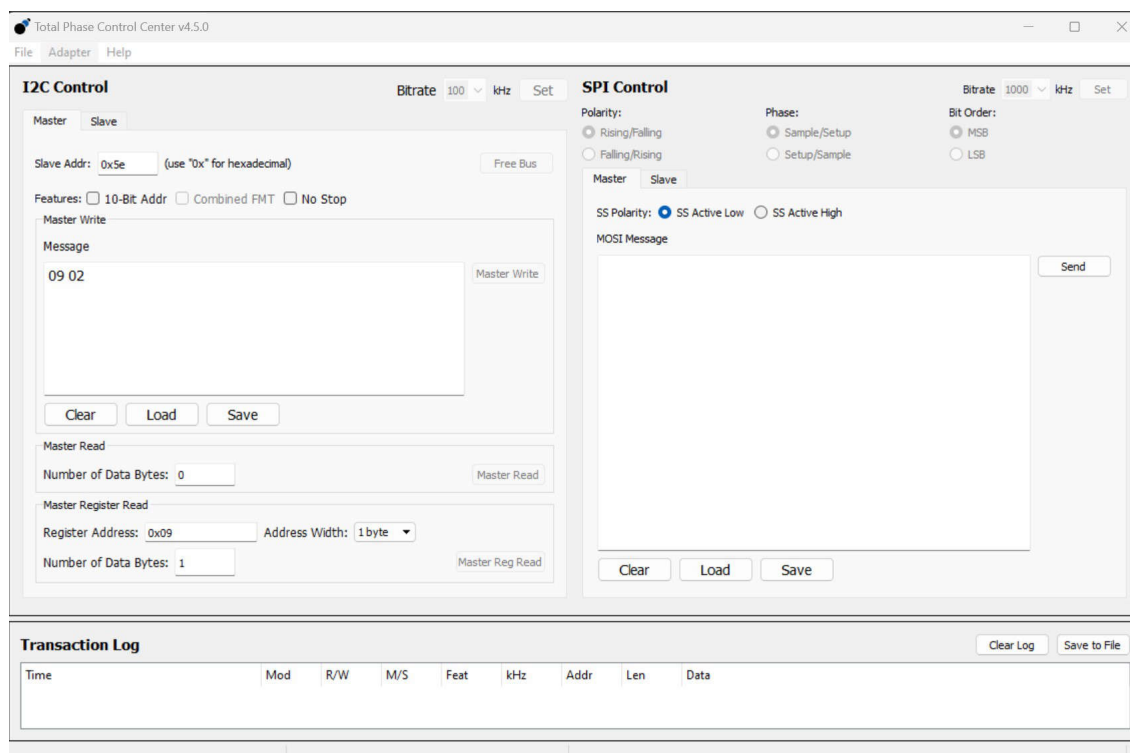 Total Phase Control Center v4.5.0
File Adapter Help
I2C Control
Bitrate 100 kHz Set
Master Slave
Slave Addr: 0x5e (use "0x" for hexadecimal) Free Bus
Features: 10-Bit Addr Combined FMT No Stop
Master Write
Message
09 02
Master Write
Clear Load Save
Master Read
Number of Data Bytes: 0 Master Read
Master Register Read
Register Address: 0x09 Address Width: 1 byte
Number of Data Bytes: 1 Master Reg Read
SPI Control
Bitrate 1000 kHz Set
Polarity: Phase: Bit Order:
Rising/Falling Sample/Setup MSB
Falling/Rising Setup/Sample LSB
Master Slave
SS Polarity: SS Active Low SS Active High
MOSI Message
Send
Clear Load Save
Transaction Log
Clear Log Save to File
Time Mod R/W M/S Feat kHz Addr Len Data